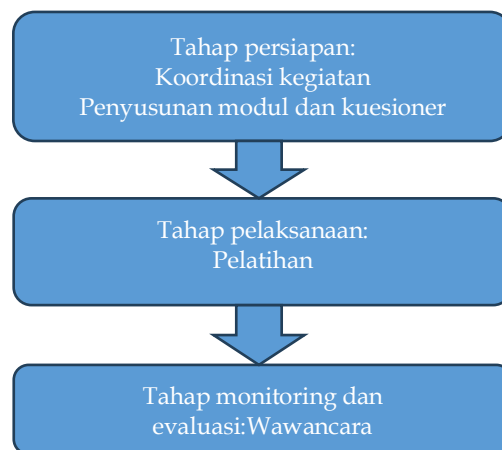 Tahap persiapan:
Koordinasi kegiatan
Penyusunan modul dan kuesioner
Tahap pelaksanaan:
Pelatihan
Tahap monitoring dan
evaluasi:Wawancara